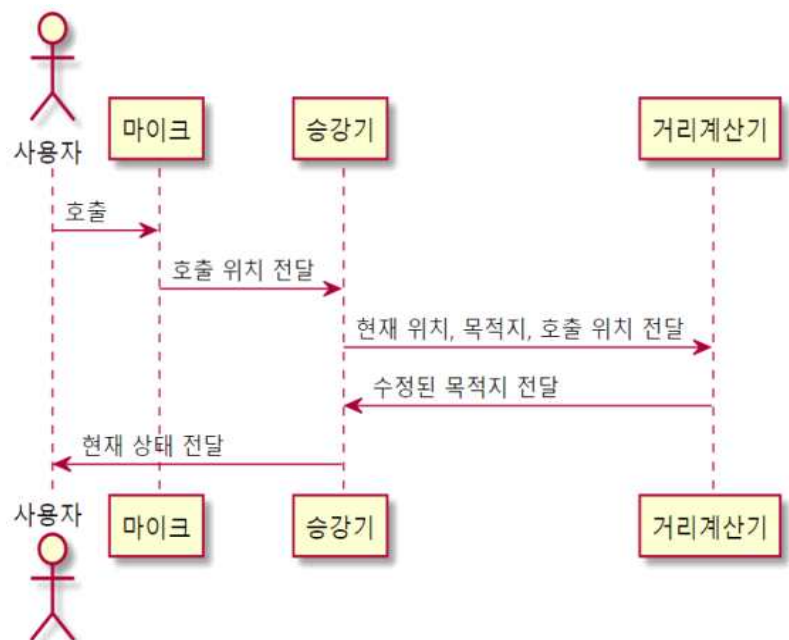 사용자
마이크
승강기
거리계산기
호출
호출 위치 전달
현재 위치, 목적지, 호출 위치 전달
수정된 목적지 전달
현재 상태 전달
사용자
마이크
승강기
거리계산기